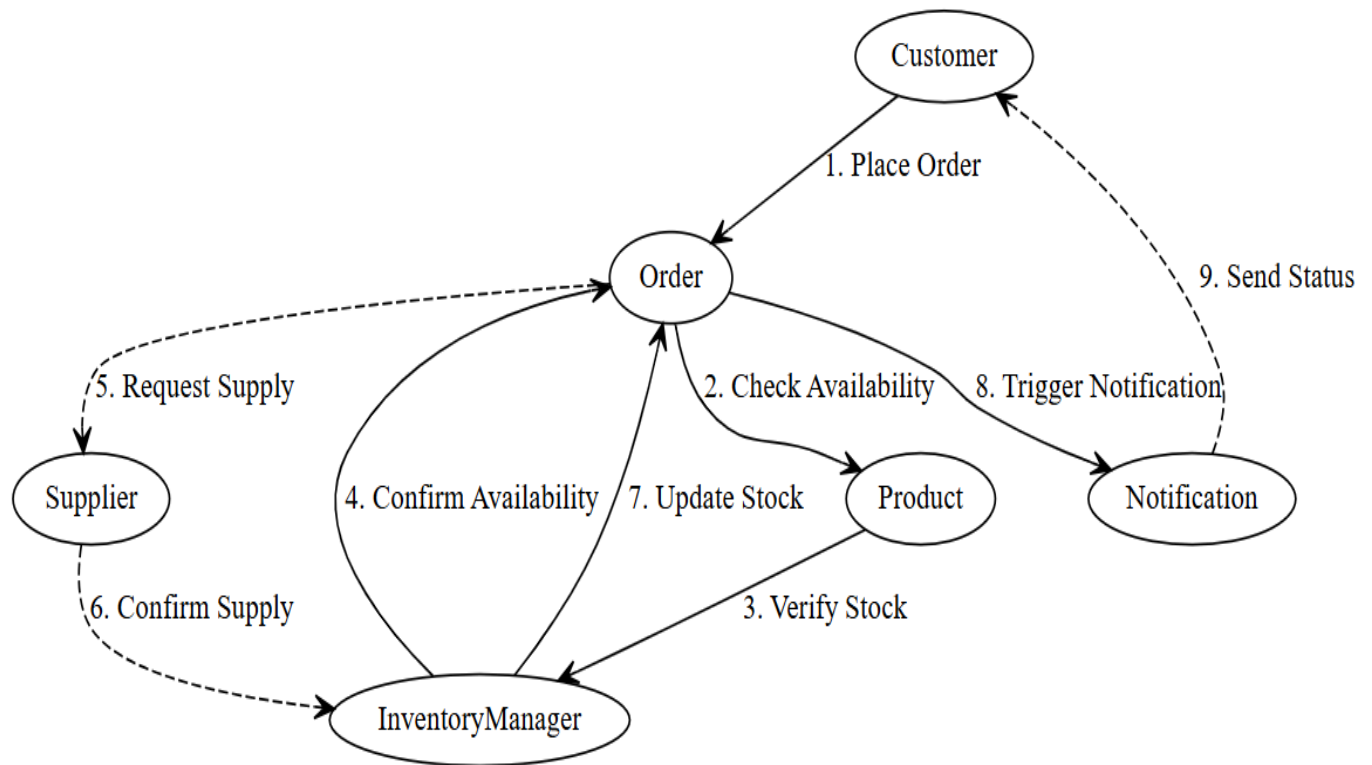 Customer
1. Place Order
Order
9. Send Status
5. Request Supply
2. Check Availability
8. Trigger Notification
Supplier
4. Confirm Availability
7. Update Stock
Product
Notification
6. Confirm Supply
3. Verify Stock
InventoryManager